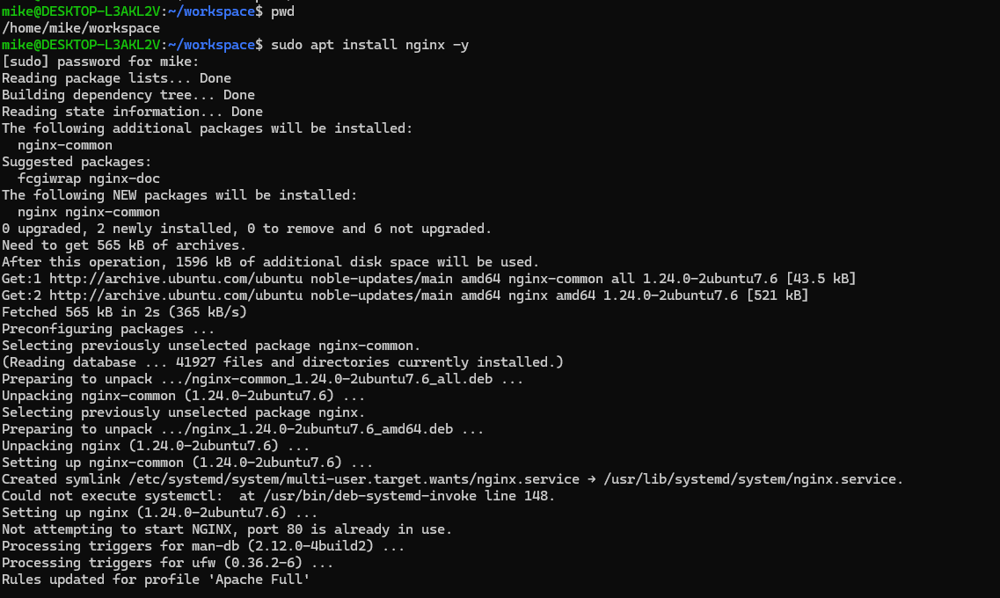 mike@DESKTOP-L3AKL2V:~/workspace$ pwd
/home/mike/workspace
mike@DESKTOP-L3AKL2V:~/workspace$ sudo apt install nginx -y
[sudo] password for mike:
Reading package lists... Done
Building dependency tree... Done
Reading state information... Done
The following additional packages will be installed:
  nginx-common
Suggested packages:
  fcgiwrap nginx-doc
The following NEW packages will be installed:
  nginx nginx-common
0 upgraded, 2 newly installed, 0 to remove and 6 not upgraded.
Need to get 565 kB of archives.
After this operation, 1596 kB of additional disk space will be used.
Get:1 http://archive.ubuntu.com/ubuntu noble-updates/main amd64 nginx-common all 1.24.0-2ubuntu7.6 [43.5 kB]
Get:2 http://archive.ubuntu.com/ubuntu noble-updates/main amd64 nginx amd64 1.24.0-2ubuntu7.6 [521 kB]
Fetched 565 kB in 2s (365 kB/s)
Preconfiguring packages ...
Selecting previously unselected package nginx-common.
(Reading database ... 41927 files and directories currently installed.)
Preparing to unpack .../nginx-common_1.24.0-2ubuntu7.6_all.deb ...
Unpacking nginx-common (1.24.0-2ubuntu7.6) ...
Selecting previously unselected package nginx.
Preparing to unpack .../nginx_1.24.0-2ubuntu7.6_amd64.deb ...
Unpacking nginx (1.24.0-2ubuntu7.6) ...
Setting up nginx-common (1.24.0-2ubuntu7.6) ...
Created symlink /etc/systemd/system/multi-user.target.wants/nginx.service → /usr/lib/systemd/system/nginx.service.
Could not execute systemctl:  at /usr/bin/deb-systemd-invoke line 148.
Setting up nginx (1.24.0-2ubuntu7.6) ...
Not attempting to start NGINX, port 80 is already in use.
Processing triggers for man-db (2.12.0-4build2) ...
Processing triggers for ufw (0.36.2-6) ...
Rules updated for profile 'Apache Full'